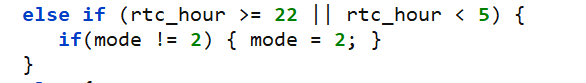 else if (rtc_hour >= 22 || rtc_hour < 5) {
if(mode != 2) { mode = 2; }
}